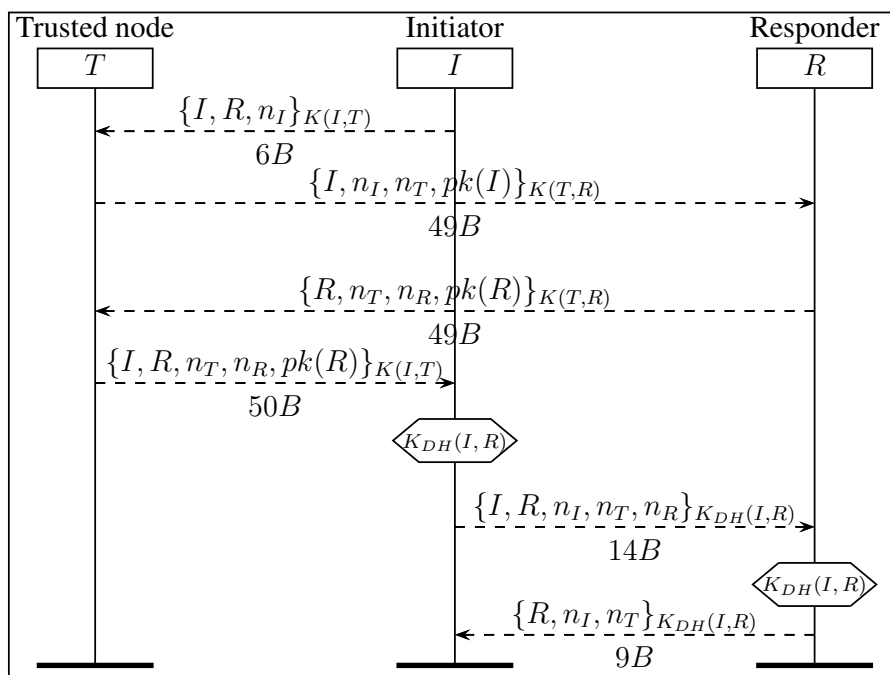 Trusted node Initiator Responder
T I R
{I, R, n_I}_{K(I,T)}
6B
{I, n_I, n_T, pk(I)}_{K(T,R)}
49B
{R, n_T, n_R, pk(R)}_{K(T,R)}
49B
{I, R, n_T, n_R, pk(R)}_{K(I,T)}
50B
K_{DH}(I, R)
{I, R, n_I, n_T, n_R}_{K_{DH}(I,R)}
14B
K_{DH}(I, R)
{R, n_I, n_T}_{K_{DH}(I,R)}
9B